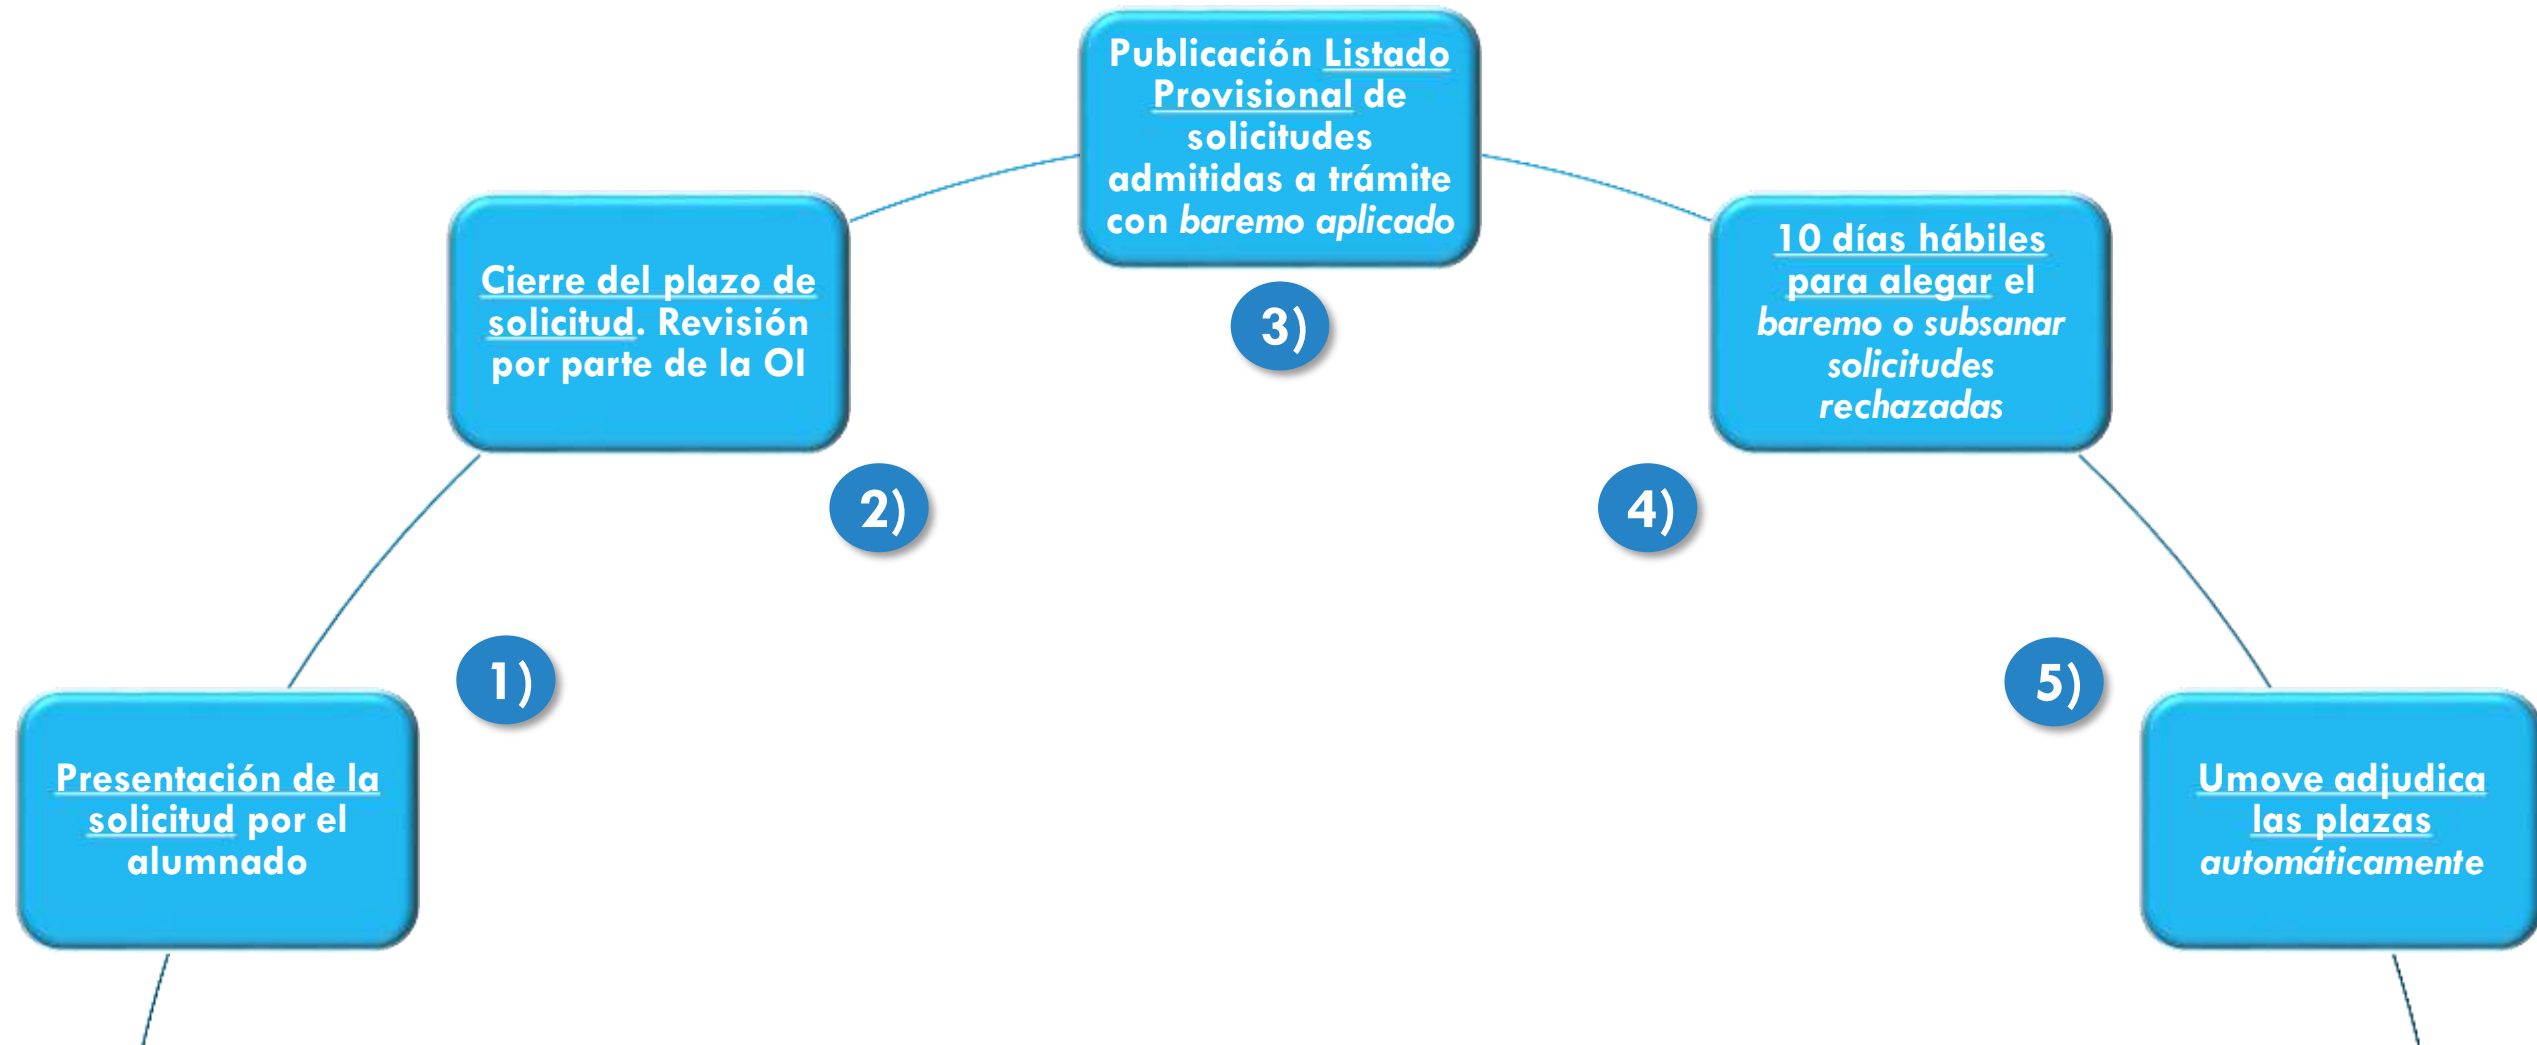 Presentación de la
solicitud por el
alumnado
1)
Cierre del plazo de
solicitud. Revisión
por parte de la OI
2)
Publicación Listado
Provisional de
solicitudes
admitidas a trámite
con baremo aplicado
3)
10 días hábiles
para alegar el
baremo o subsanar
solicitudes
rechazadas
4)
Umove adjudica
las plazas
automáticamente
5)